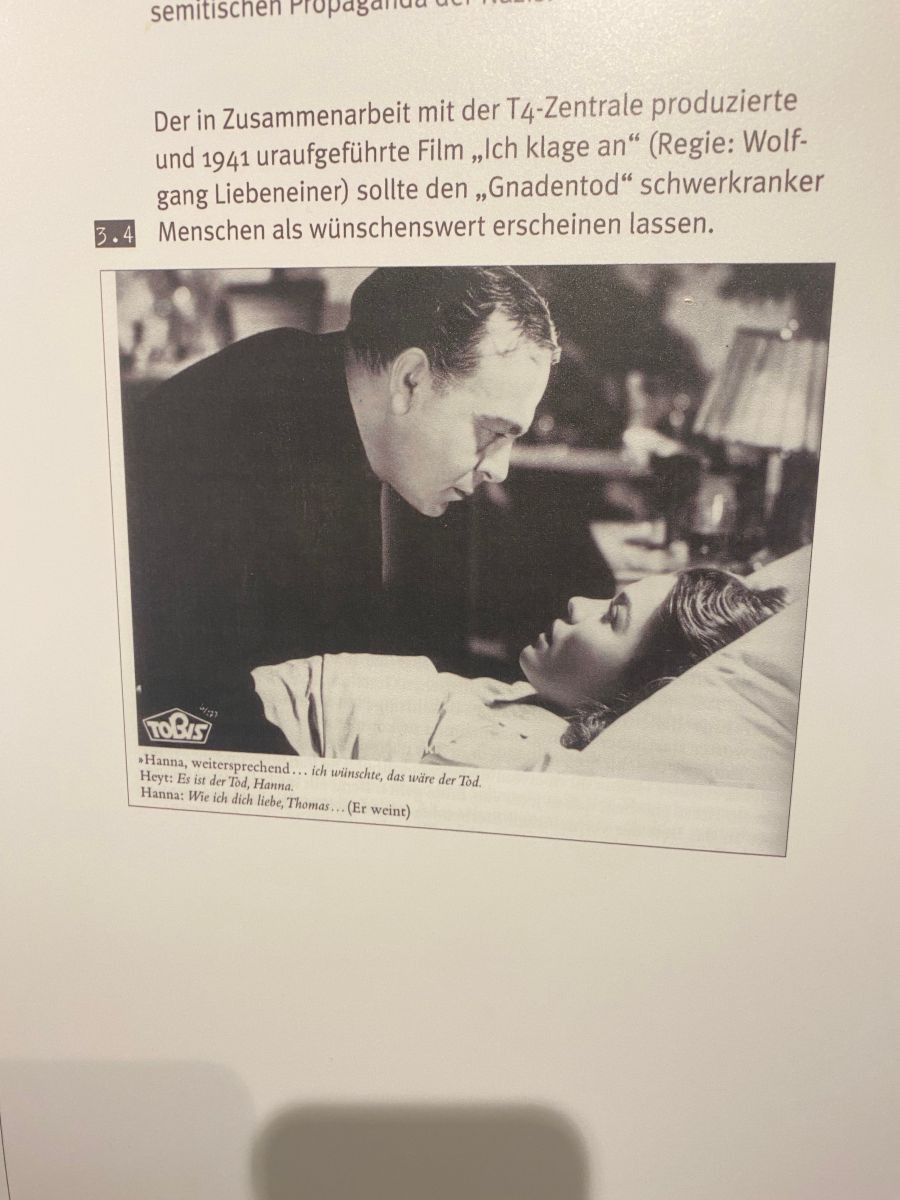 semitischen Propaganda der Nazis.
Der in Zusammenarbeit mit der T4-Zentrale produzierte
und 1941 uraufgeführte Film „Ich klage an“ (Regie: Wolf-
gang Liebeneiner) sollte den „Gnadentod“ schwerkranker
3.4 Menschen als wünschenswert erscheinen lassen.
TOBIS
»Hanna, weitersprechend... ich wünschte, das wäre der Tod.
Heyt: Es ist der Tod, Hanna.
Hanna: Wie ich dich liebe, Thomas... (Er weint)